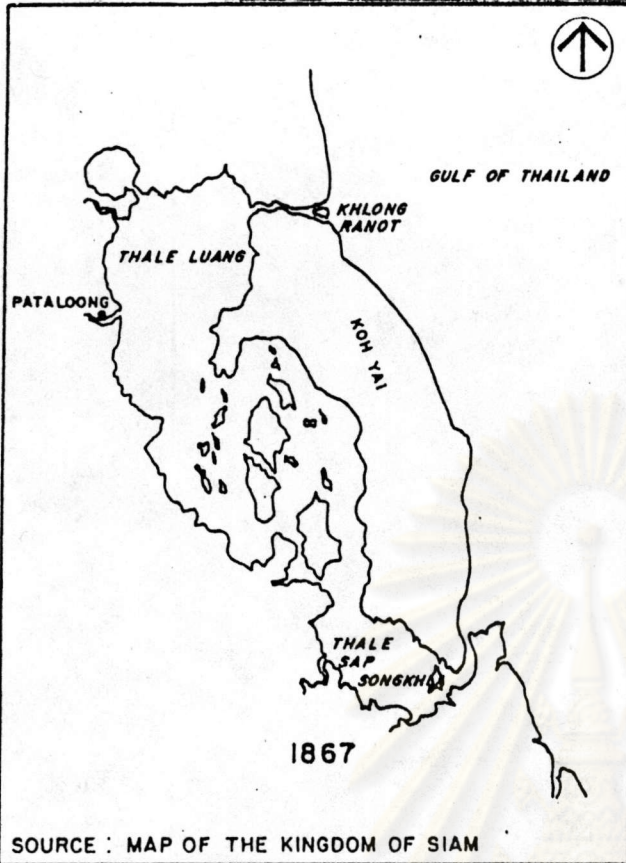 GULF OF THAILAND
KHLONG
RANOT
THALE LUANG
PATALOONG
KOH YAI
THALE
SAP
SONGKHLA
1867
SOURCE : MAP OF THE KINGDOM OF SIAM